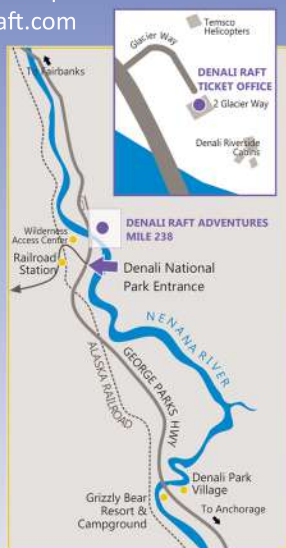 aft.com
Temsco
Helicopters
Glacier Way
DENALI RAFT
TICKET OFFICE
2 Glacier Way
Denali Riverside
Cabins
To Fairbanks
DENALI RAFT ADVENTURES
MILE 238
Wilderness
Access Center
Railroad
Station
Denali National
Park Entrance
NENANA RIVER
ALASKA RAILROAD
GEORGE PARKS HWY
Denali Park
Village
Grizzly Bear
Resort &
Campground
To Anchorage